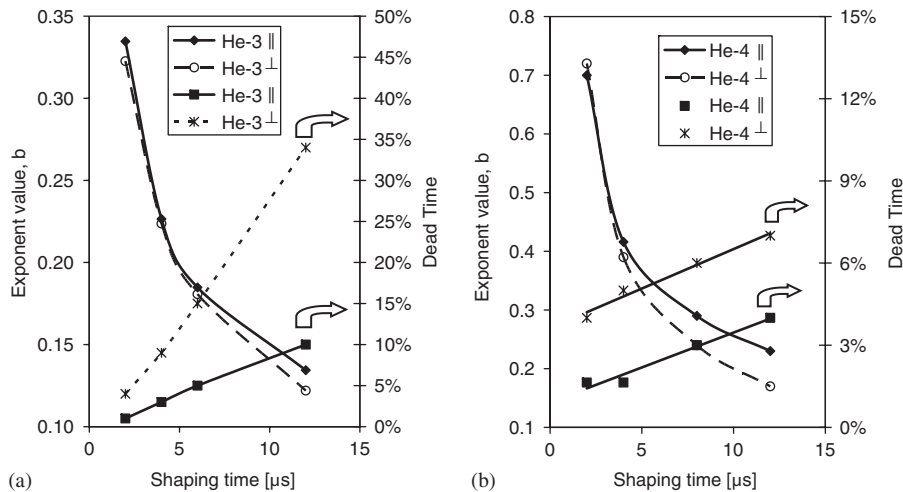 0.35
0.30
0.25
0.20
0.15
0.10
Exponent value, b
He-3 ||
He-3 ⊥
He-3 ||
He-3 ⊥
50%
45%
40%
35%
30%
25%
20%
15%
10%
5%
0%
Dead Time
0 5 10 15
(a) Shaping time [µs]
0.8
0.7
0.6
0.5
0.4
0.3
0.2
0.1
Exponent value, b
He-4 ||
He-4 ⊥
He-4 ||
He-4 ⊥
15%
12%
9%
6%
3%
0%
Dead Time
0 5 10 15
(b) Shaping time [µs]